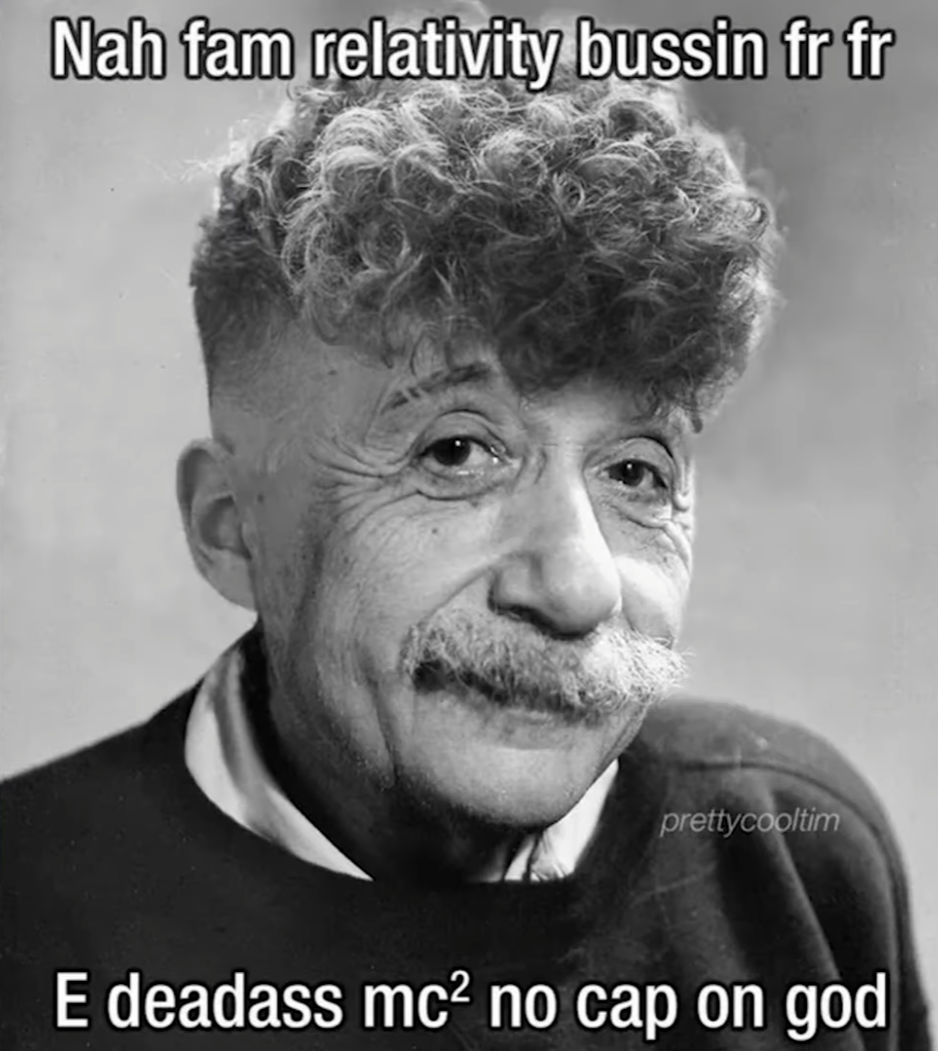 Nah fam relativity bussin fr fr
prettycooltim
E deadass mc² no cap on god